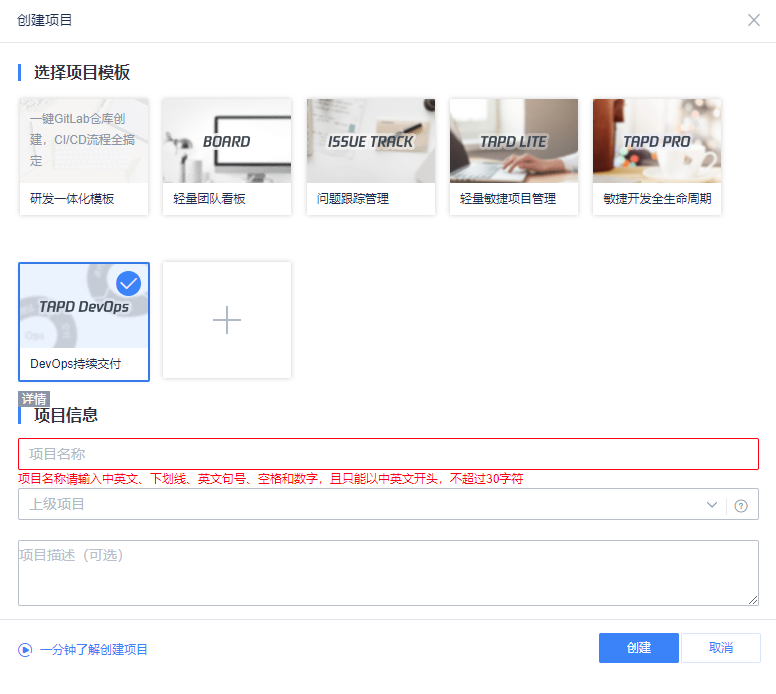 创建项目
选择项目模板
一键GitLab仓库创
建，CI/CD流程全搞
定
研发一体化模板
BOARD
轻量团队看板
ISSUE TRACK
问题跟踪管理
TAPD LITE
轻量敏捷项目管理
TAPD PRO
敏捷开发全生命周期
TAPD DevOps
Ops
DevOps持续交付
详情
项目信息
项目名称
项目名称请输入中英文、下划线、英文句号、空格和数字，且只能以中英文开头，不超过30字符
上级项目
项目描述（可选）
一分钟了解创建项目
创建
取消